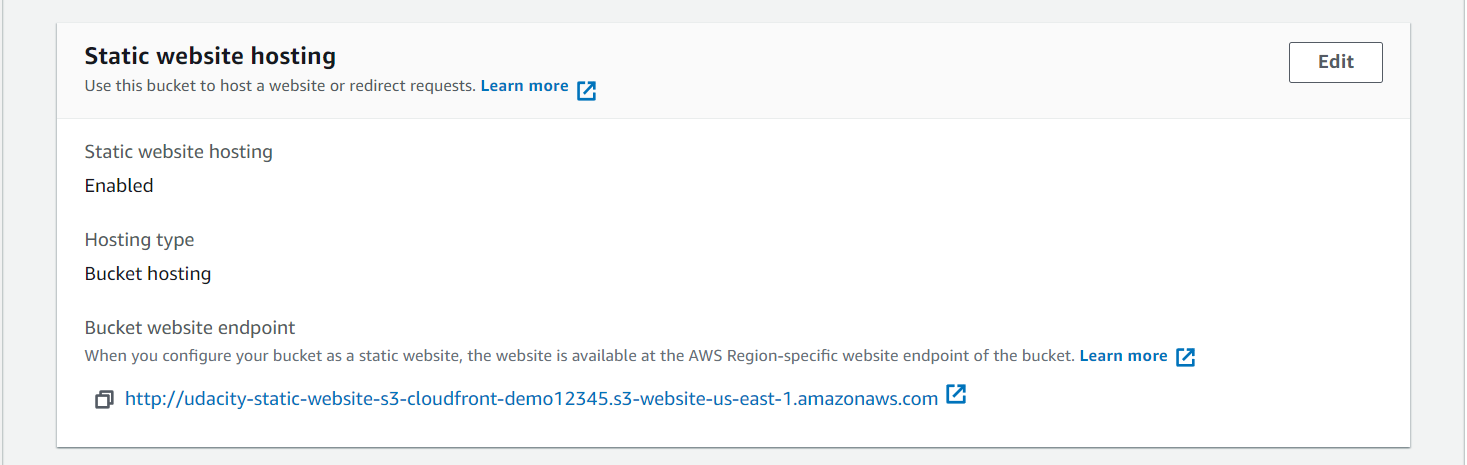 Static website hosting
Edit
Use this bucket to host a website or redirect requests. Learn more
Static website hosting
Enabled
Hosting type
Bucket hosting
Bucket website endpoint
When you configure your bucket as a static website, the website is available at the AWS Region-specific website endpoint of the bucket. Learn more
http://udacity-static-website-s3-cloudfront-demo12345.s3-website-us-east-1.amazonaws.com